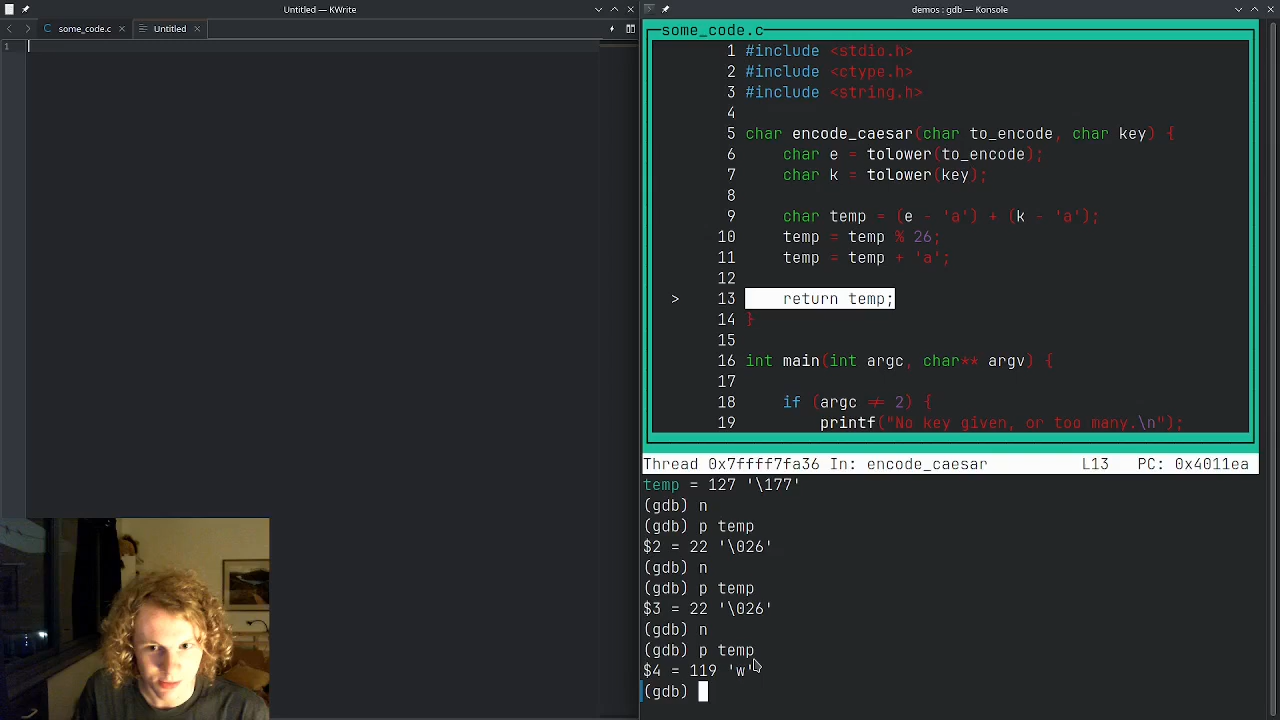 Untitled — KWrite
some_code.c
Untitled
1
demos : gdb — Konsole
some_code.c
1 #include <stdio.h>
2 #include <ctype.h>
3 #include <string.h>
4
5 char encode_caesar(char to_encode, char key) {
6 char e = tolower(to_encode);
7 char k = tolower(key);
8
9 char temp = (e - 'a') + (k - 'a');
10 temp = temp % 26;
11 temp = temp + 'a';
12
> 13 return temp;
14 }
15
16 int main(int argc, char** argv) {
17
18 if (argc != 2) {
19 printf("No key given, or too many.\n");
Thread 0x7ffff7fa36 In: encode_caesar L13 PC: 0x4011ea
temp = 127 '\177'
(gdb) n
(gdb) p temp
$2 = 22 '\026'
(gdb) n
(gdb) p temp
$3 = 22 '\026'
(gdb) n
(gdb) p temp
$4 = 119 'w'
(gdb)